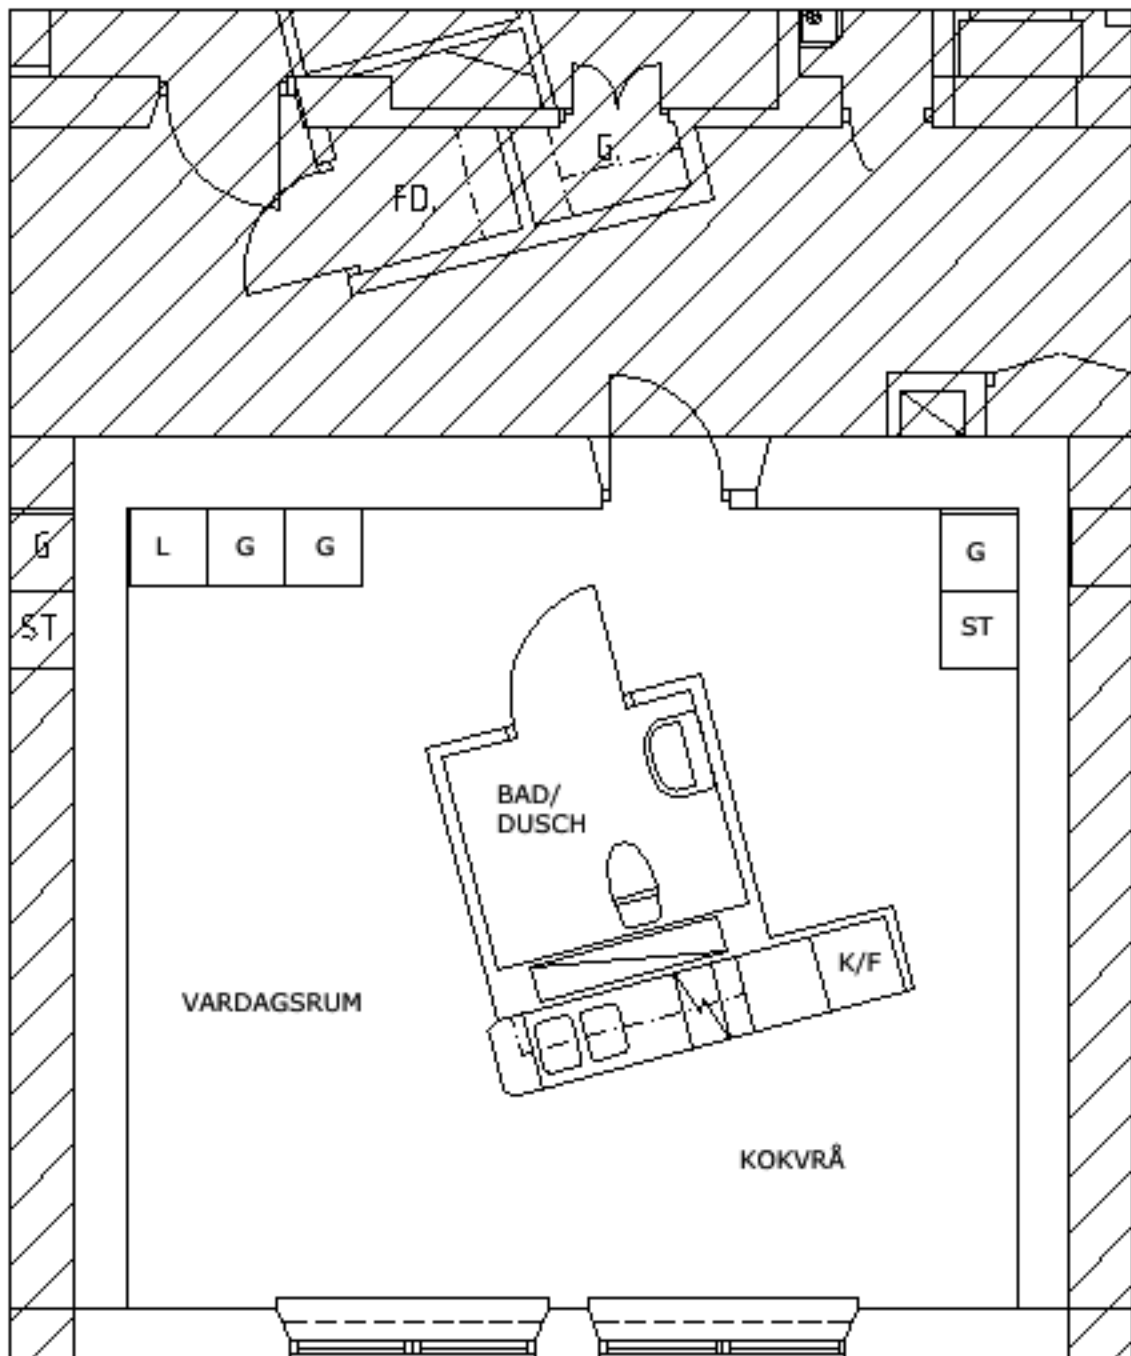 G.
FD.
G
L
G
G
G
ST
ST
BAD/
DUSCH
K/F
VARDAGSRUM
KOKVRÅ